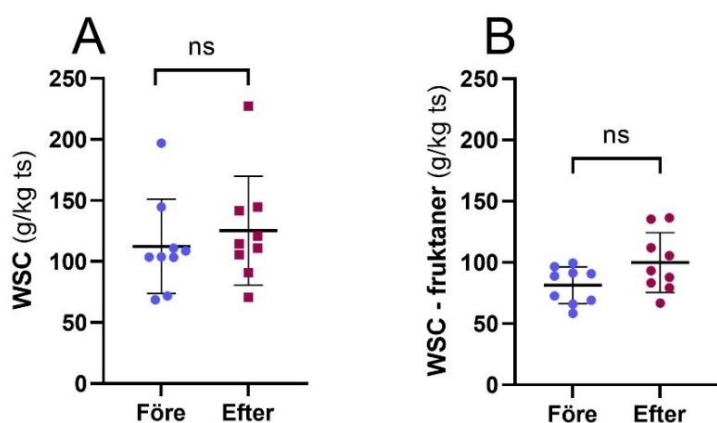 A
ns
WSC (g/kg ts)
250
200
150
100
50
0
Före Efter
B
ns
WSC - fruktaner (g/kg ts)
250
200
150
100
50
0
Före Efter